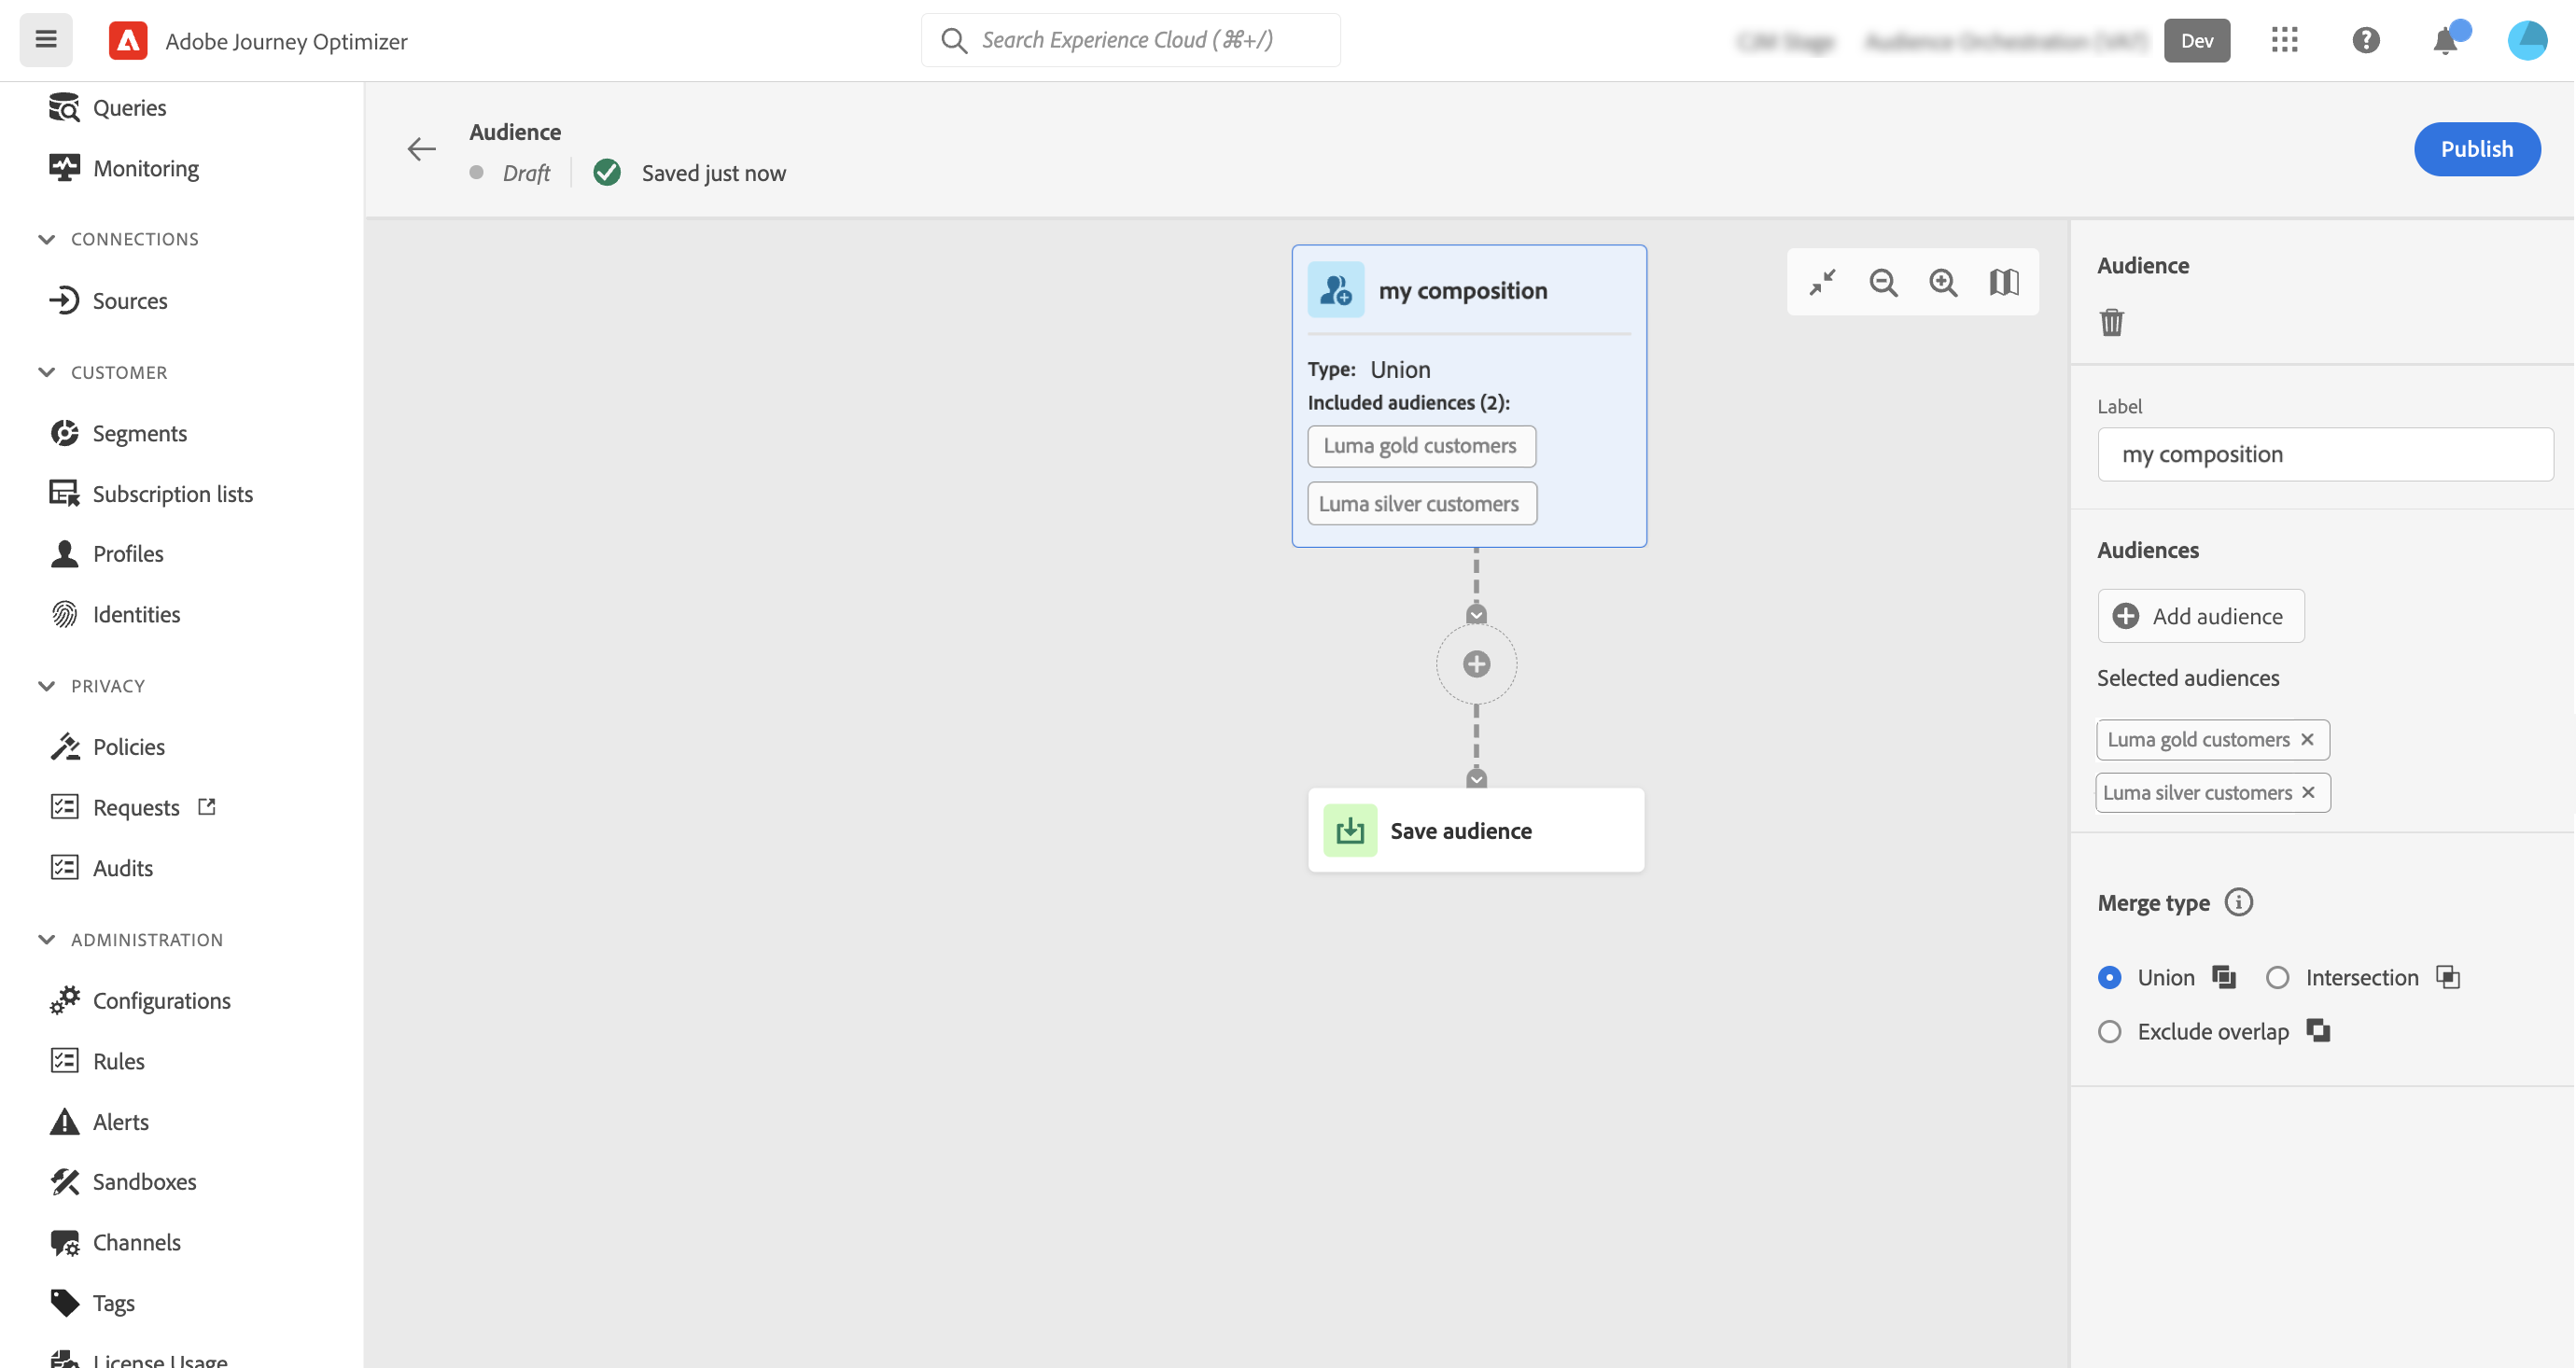 Adobe Journey Optimizer
Search Experience Cloud (⌘+/)
Dev
Queries
Monitoring
CONNECTIONS
Sources
CUSTOMER
Segments
Subscription lists
Profiles
Identities
PRIVACY
Policies
Requests
Audits
ADMINISTRATION
Configurations
Rules
Alerts
Sandboxes
Channels
Tags
License Usage
Audience
Draft
Saved just now
Publish
my composition
Type: Union
Included audiences (2):
Luma gold customers
Luma silver customers
Save audience
Audience
Label
my composition
Audiences
Add audience
Selected audiences
Luma gold customers
Luma silver customers
Merge type
Union
Intersection
Exclude overlap